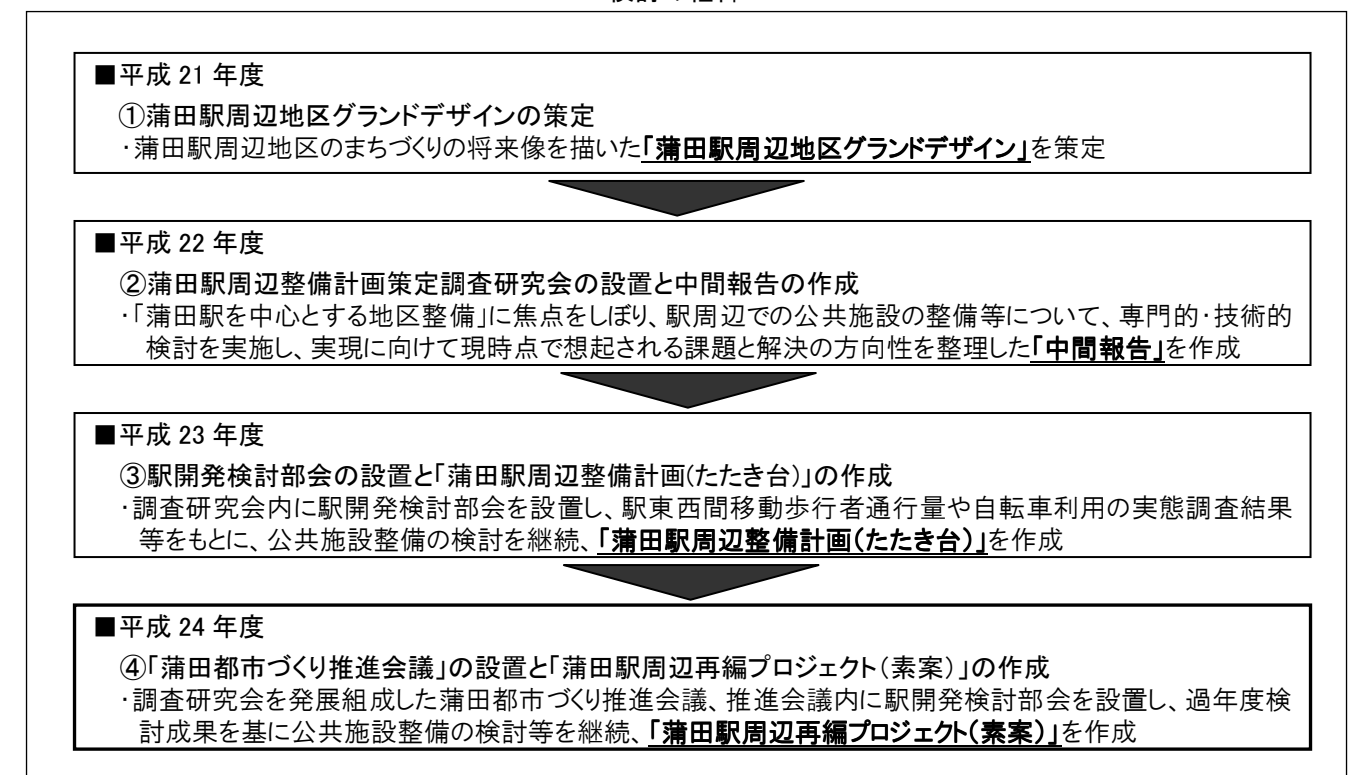 ■平成 21 年度
①蒲田駅周辺地区グランドデザインの策定
・蒲田駅周辺地区のまちづくりの将来像を描いた「蒲田駅周辺地区グランドデザイン」を策定
■平成 22 年度
②蒲田駅周辺整備計画策定調査研究会の設置と中間報告の作成
・「蒲田駅を中心とする地区整備」に焦点をしぼり、駅周辺での公共施設の整備等について、専門的・技術的
検討を実施し、実現に向けて現時点で想起される課題と解決の方向性を整理した「中間報告」を作成
■平成 23 年度
③駅開発検討部会の設置と「蒲田駅周辺整備計画(たたき台)」の作成
・調査研究会内に駅開発検討部会を設置し、駅東西間移動歩行者通行量や自転車利用の実態調査結果
等をもとに、公共施設整備の検討を継続、「蒲田駅周辺整備計画(たたき台)」を作成
■平成 24 年度
④「蒲田都市づくり推進会議」の設置と「蒲田駅周辺再編プロジェクト(素案)」の作成
・調査研究会を発展組成した蒲田都市づくり推進会議、推進会議内に駅開発検討部会を設置し、過年度検
討成果を基に公共施設整備の検討等を継続、「蒲田駅周辺再編プロジェクト(素案)」を作成